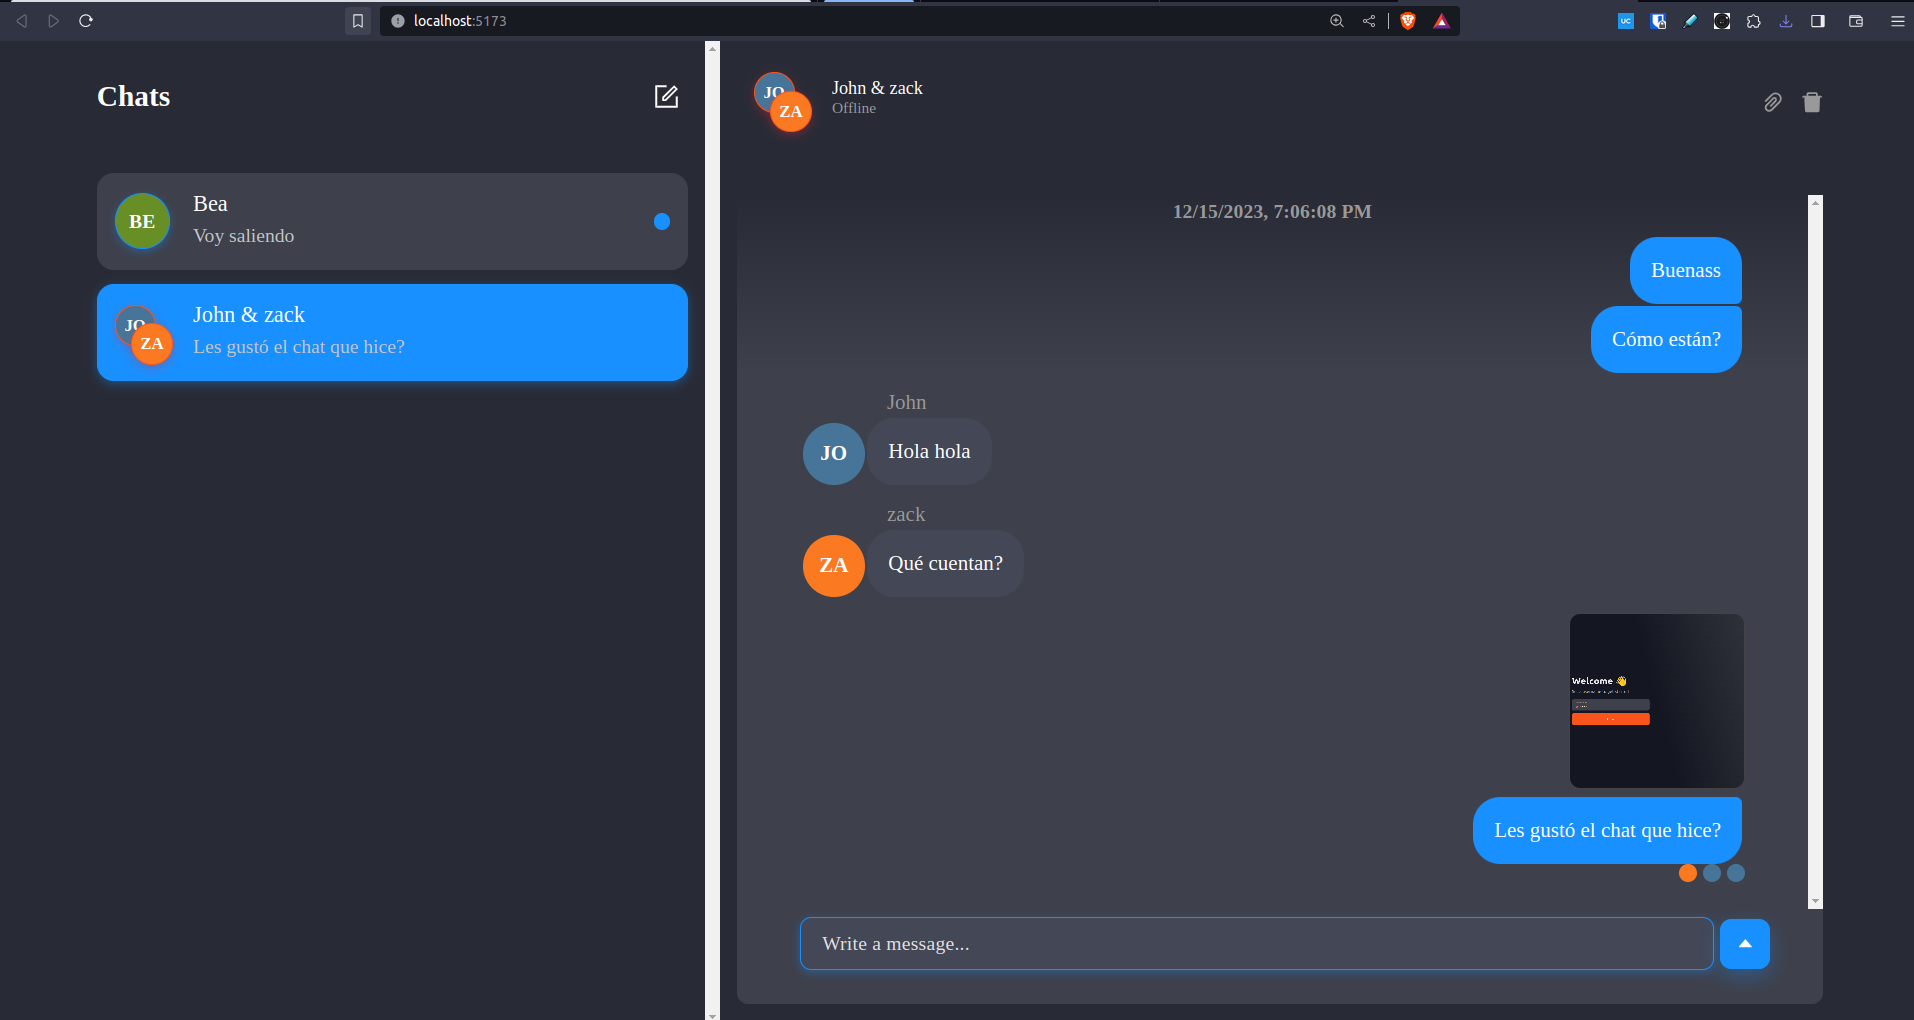 localhost:5173
UC
Chats
BE
Bea
Voy saliendo
JO
ZA
John & zack
Les gustó el chat que hice?
JO
ZA
John & zack
Offline
12/15/2023, 7:06:08 PM
Buenass
Cómo están?
John
JO
Hola hola
zack
ZA
Qué cuentan?
Welcome 👋
Les gustó el chat que hice?
Write a message...